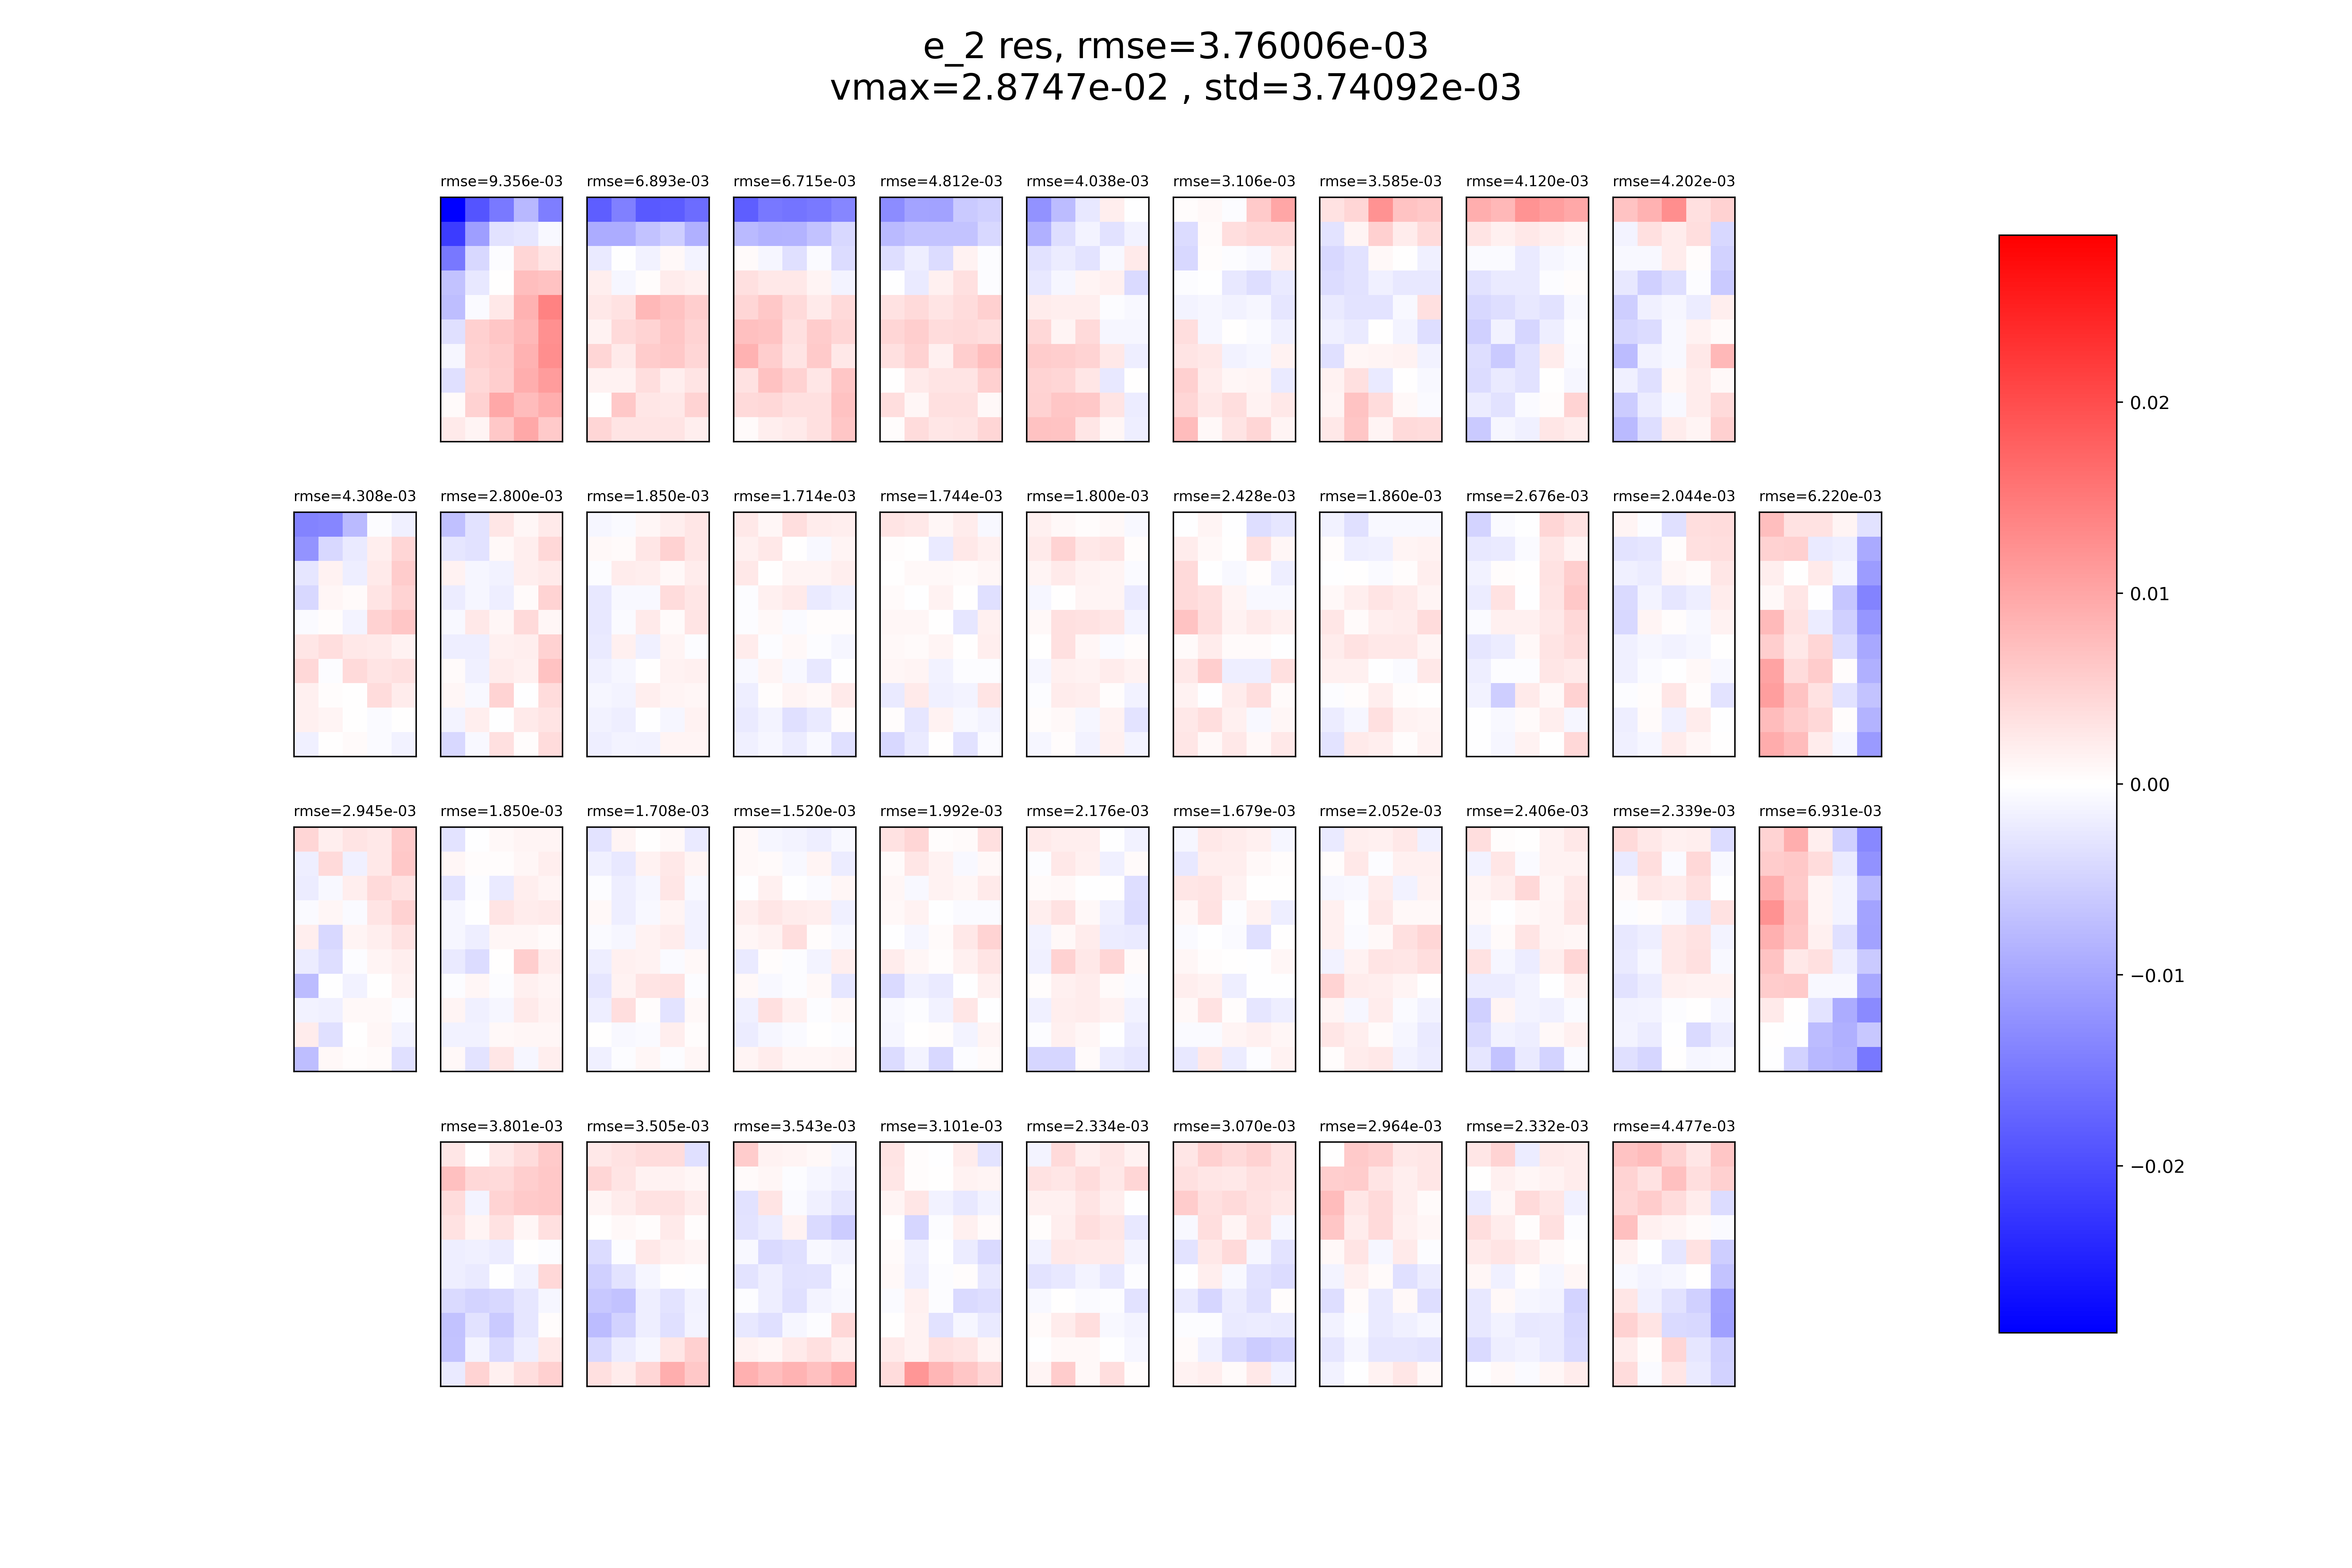 e_2 res, rmse=3.76006e-03
vmax=2.8747e-02 , std=3.74092e-03
rmse=9.356e-03 rmse=6.893e-03 rmse=6.715e-03 rmse=4.812e-03 rmse=4.038e-03 rmse=3.106e-03 rmse=3.585e-03 rmse=4.120e-03 rmse=4.202e-03
0.02
rmse=4.308e-03 rmse=2.800e-03 rmse=1.850e-03 rmse=1.714e-03 rmse=1.744e-03 rmse=1.800e-03 rmse=2.428e-03 rmse=1.860e-03 rmse=2.676e-03 rmse=2.044e-03 rmse=6.220e-03
0.01
0.00
rmse=2.945e-03 rmse=1.850e-03 rmse=1.708e-03 rmse=1.520e-03 rmse=1.992e-03 rmse=2.176e-03 rmse=1.679e-03 rmse=2.052e-03 rmse=2.406e-03 rmse=2.339e-03 rmse=6.931e-03
−0.01
rmse=3.801e-03 rmse=3.505e-03 rmse=3.543e-03 rmse=3.101e-03 rmse=2.334e-03 rmse=3.070e-03 rmse=2.964e-03 rmse=2.332e-03 rmse=4.477e-03
−0.02